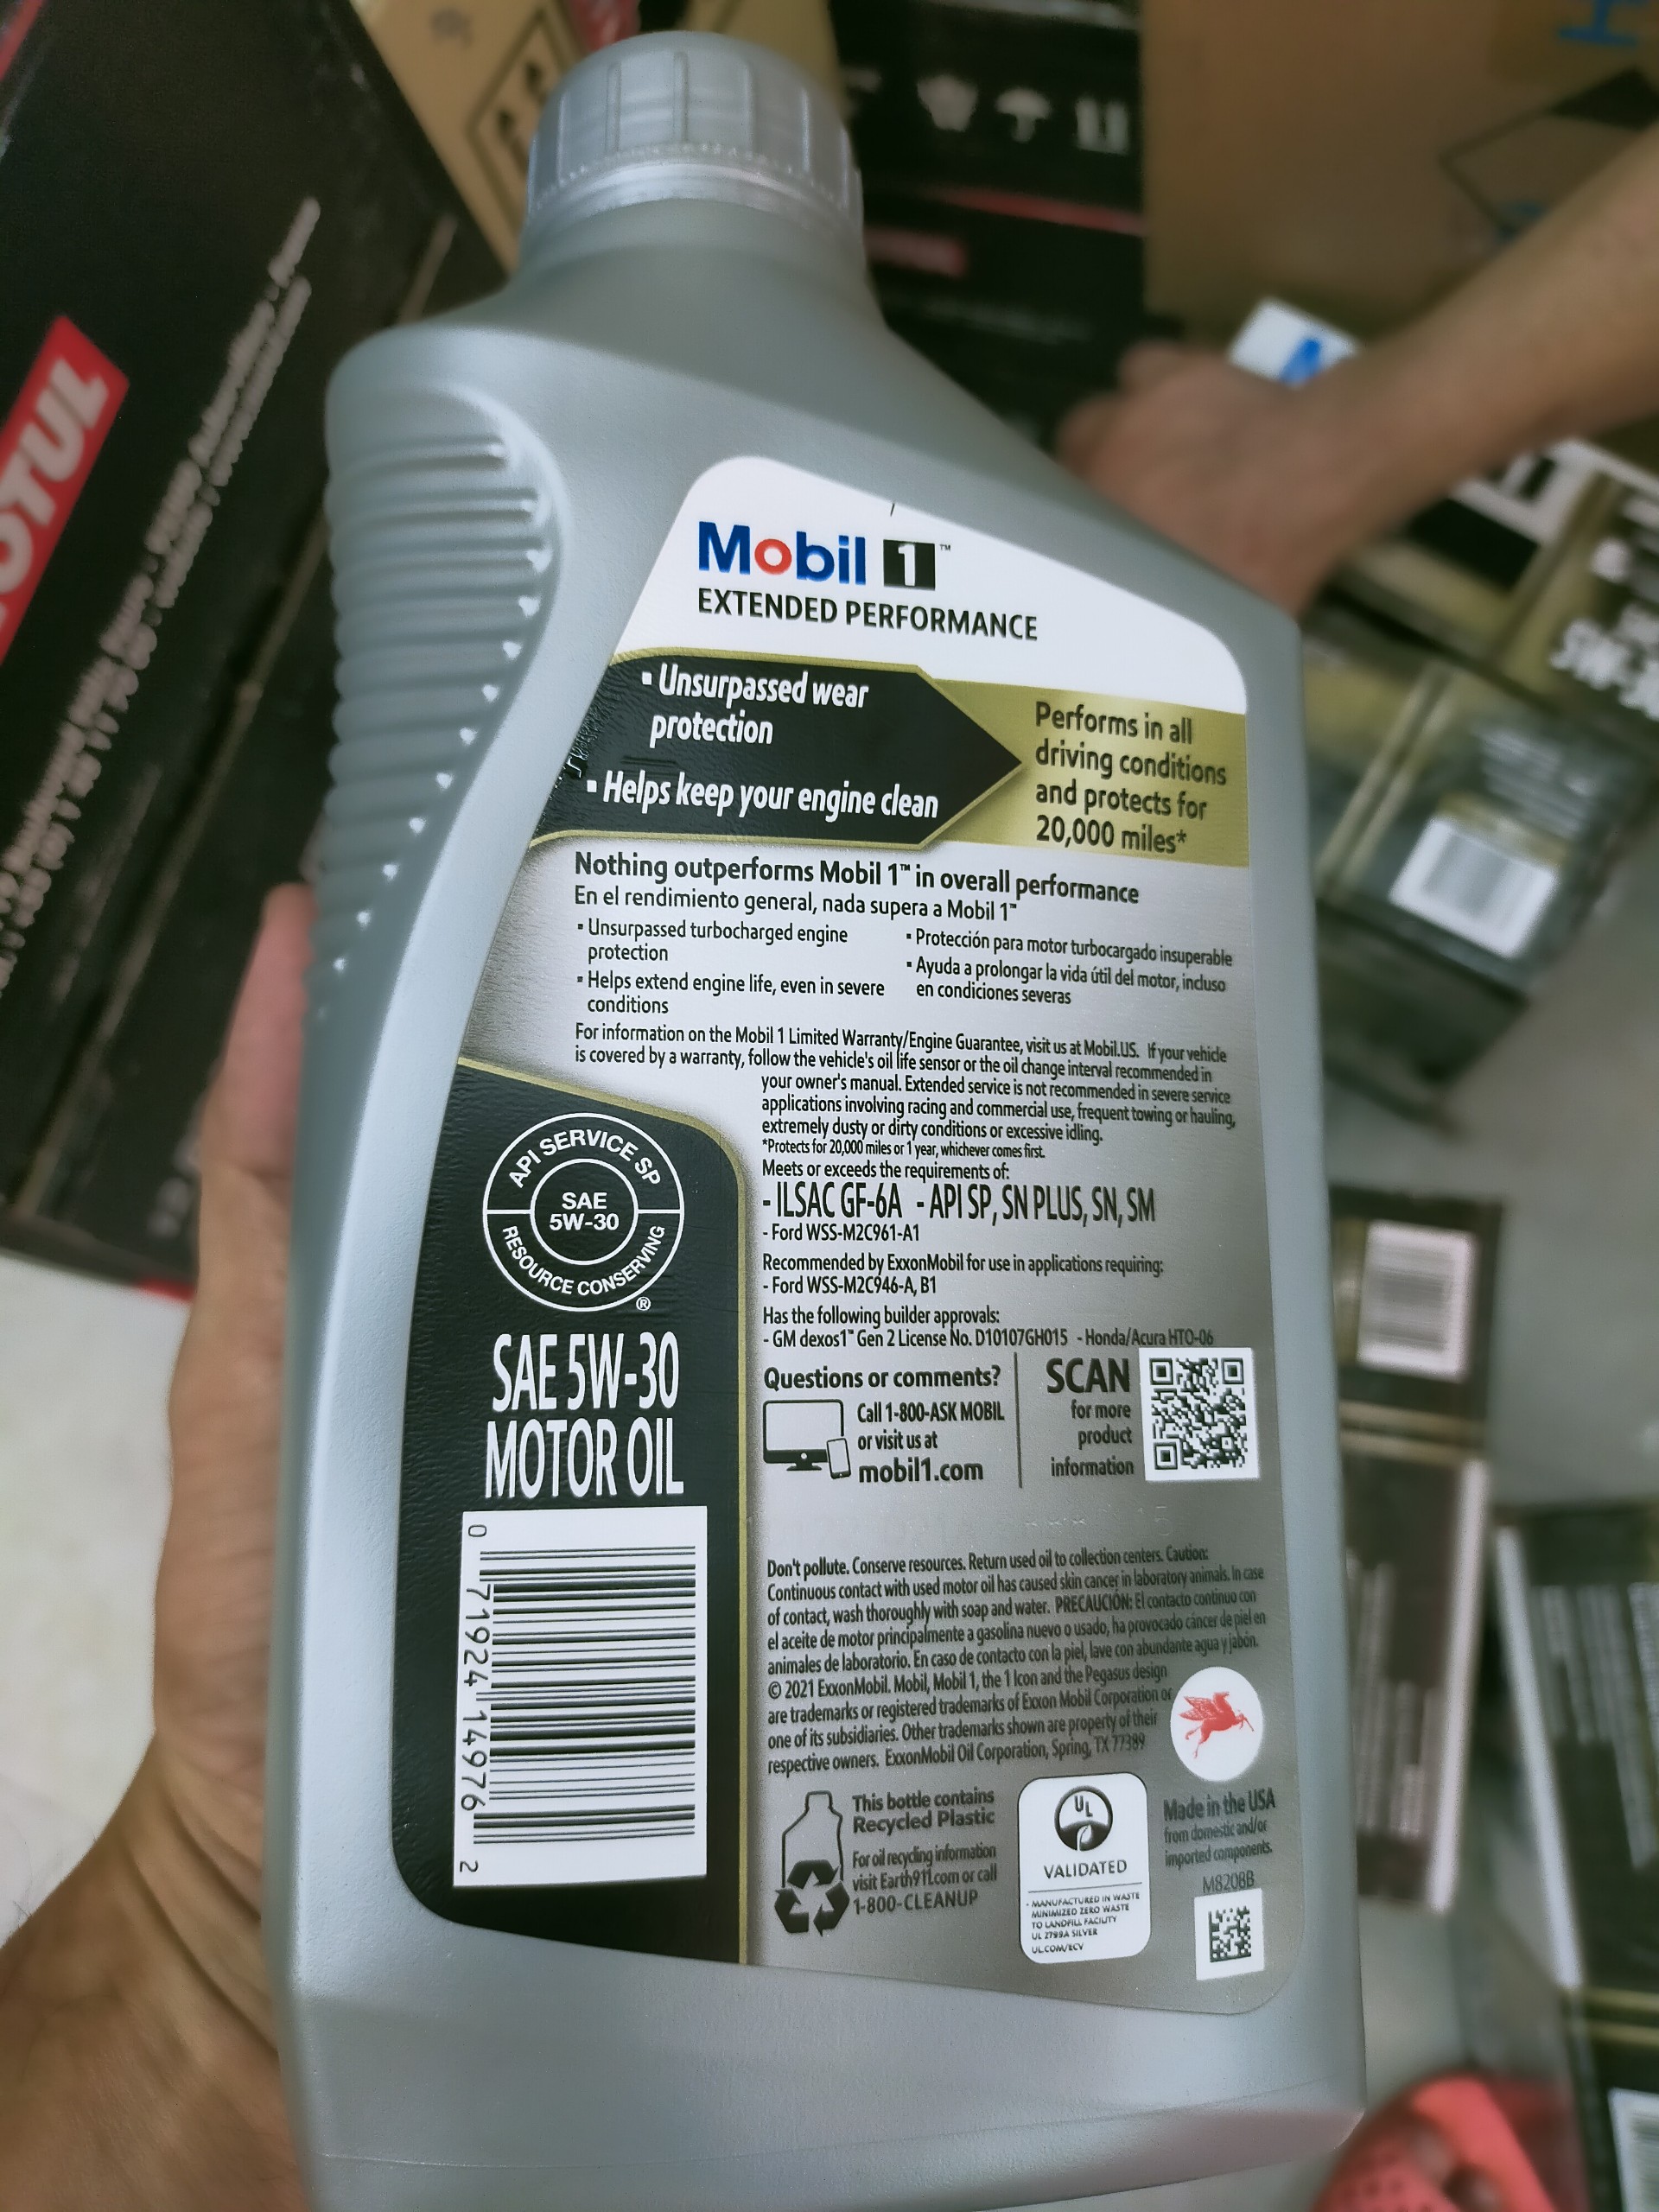 Mobil 1™
EXTENDED PERFORMANCE
▪ Unsurpassed wear
protection
▪ Helps keep your engine clean
Performs in all
driving conditions
and protects for
20,000 miles*
Nothing outperforms Mobil 1™ in overall performance
En el rendimiento general, nada supera a Mobil 1™
▪ Unsurpassed turbocharged engine
protection
▪ Helps extend engine life, even in severe
conditions
▪ Protección para motor turbocargado insuperable
▪ Ayuda a prolongar la vida útil del motor, incluso
en condiciones severas
For information on the Mobil 1 Limited Warranty/Engine Guarantee, visit us at Mobil.US. If your vehicle
is covered by a warranty, follow the vehicle's oil life sensor or the oil change interval recommended in
your owner's manual. Extended service is not recommended in severe service
applications involving racing and commercial use, frequent towing or hauling,
extremely dusty or dirty conditions or excessive idling.
*Protects for 20,000 miles or 1 year, whichever comes first.
Meets or exceeds the requirements of:
- ILSAC GF-6A - API SP, SN PLUS, SN, SM
- Ford WSS-M2C961-A1
Recommended by ExxonMobil for use in applications requiring:
- Ford WSS-M2C946-A, B1
Has the following builder approvals:
- GM dexos1™ Gen 2 License No. D10107GH015 - Honda/Acura HTO-06
API SERVICE SP
SAE
5W-30
RESOURCE CONSERVING
®
SAE 5W-30
MOTOR OIL
0 71924 14976 2
Questions or comments?
Call 1-800-ASK MOBIL
or visit us at
mobil1.com
SCAN
for more
product
information
Don't pollute. Conserve resources. Return used oil to collection centers. Caution:
Continuous contact with used motor oil has caused skin cancer in laboratory animals. In case
of contact, wash thoroughly with soap and water. PRECAUCIÓN: El contacto continuo con
el aceite de motor principalmente a gasolina nuevo o usado, ha provocado cáncer de piel en
animales de laboratorio. En caso de contacto con la piel, lave con abundante agua y jabón.
© 2021 ExxonMobil. Mobil, Mobil 1, the 1 Icon and the Pegasus design
are trademarks or registered trademarks of Exxon Mobil Corporation or
one of its subsidiaries. Other trademarks shown are property of their
respective owners. ExxonMobil Oil Corporation, Spring, TX 77389
This bottle contains
Recycled Plastic
For oil recycling information
visit Earth911.com or call
1-800-CLEANUP
UL
VALIDATED
- MANUFACTURED IN WASTE
MINIMIZED ZERO WASTE
TO LANDFILL FACILITY
UL 2799A SILVER
UL.COM/ECV
Made in the USA
from domestic and/or
imported components.
M8208B
OTUL